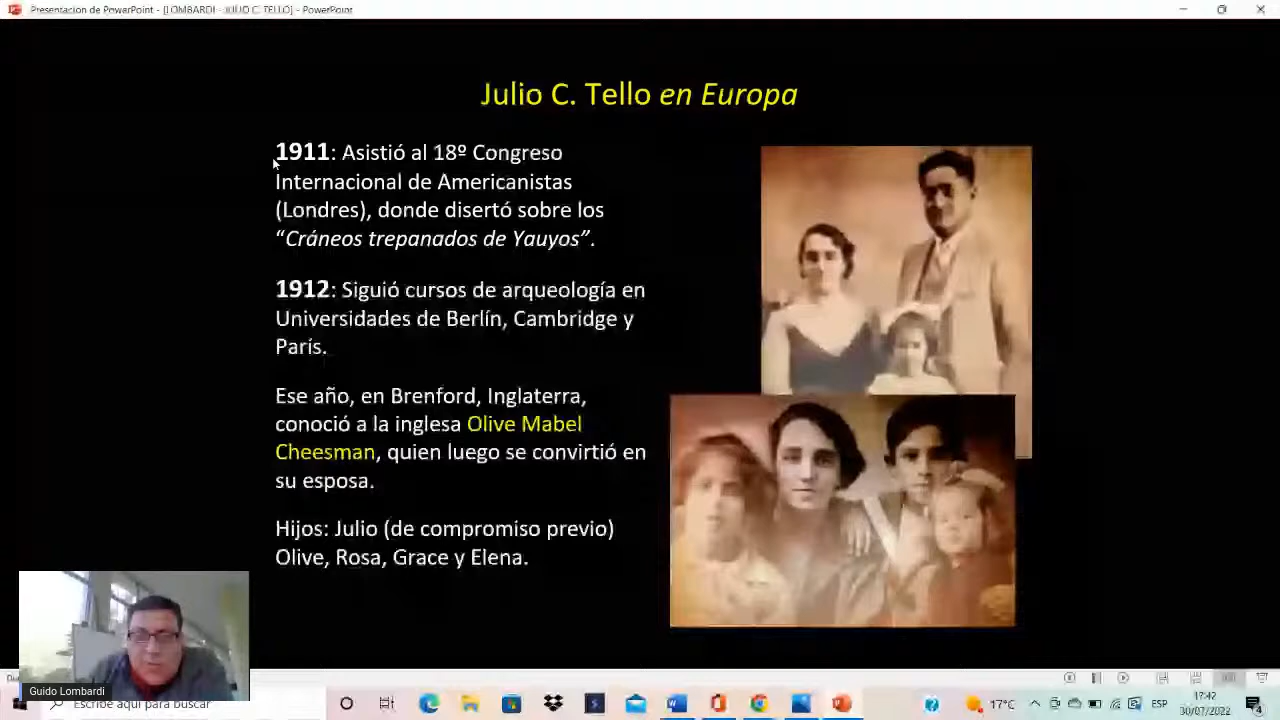 Presentación de PowerPoint - [LOMBARDI - JULIO C. TELLO] - PowerPoint
Julio C. Tello en Europa
1911: Asistió al 18º Congreso
Internacional de Americanistas
(Londres), donde disertó sobre los
“Cráneos trepanados de Yauyos”.
1912: Siguió cursos de arqueología en
Universidades de Berlín, Cambridge y
París.
Ese año, en Brenford, Inglaterra,
conoció a la inglesa Olive Mabel
Cheesman, quien luego se convirtió en
su esposa.
Hijos: Julio (de compromiso previo)
Olive, Rosa, Grace y Elena.
Guido Lombardi
Escribe aquí para buscar
17°C
ESP
17:42
30/07/2022